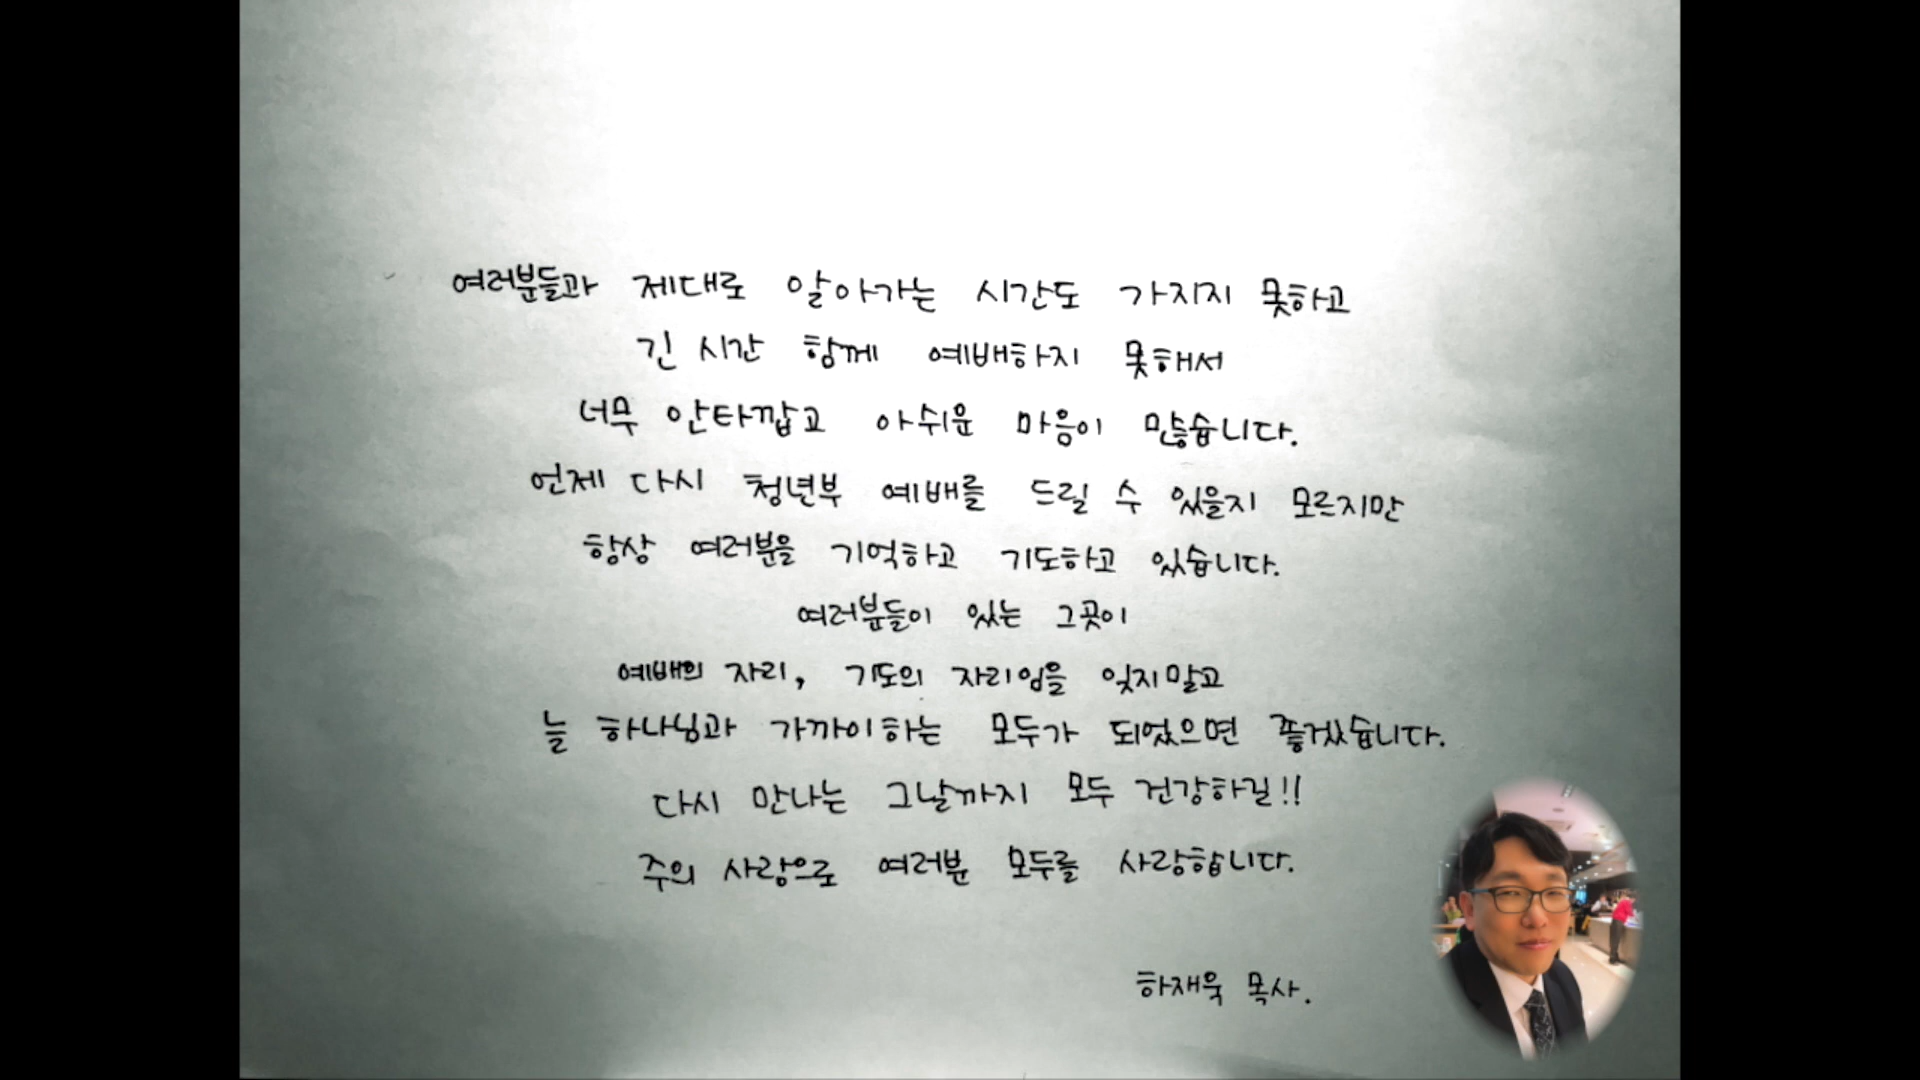 여러분들과 제대로 알아가는 시간도 가지지 못하고
긴 시간 함께 예배하지 못해서
너무 안타깝고 아쉬운 마음이 많습니다.
언제 다시 청년부 예배를 드릴 수 있을지 모르지만
항상 여러분을 기억하고 기도하고 있습니다.
여러분들이 있는 그곳이
예배의 자리, 기도의 자리임을 잊지말고
늘 하나님과 가까이하는 모두가 되었으면 좋겠습니다.
다시 만나는 그날까지 모두 건강하길!!
주의 사랑으로 여러분 모두를 사랑합니다.
하재욱 목사.